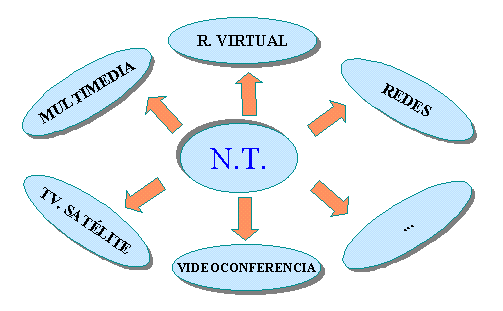 R. VIRTUAL
MULTIMEDIA
REDES
N.T.
TV. SATÉLITE
...
VIDEOCONFERENCIA